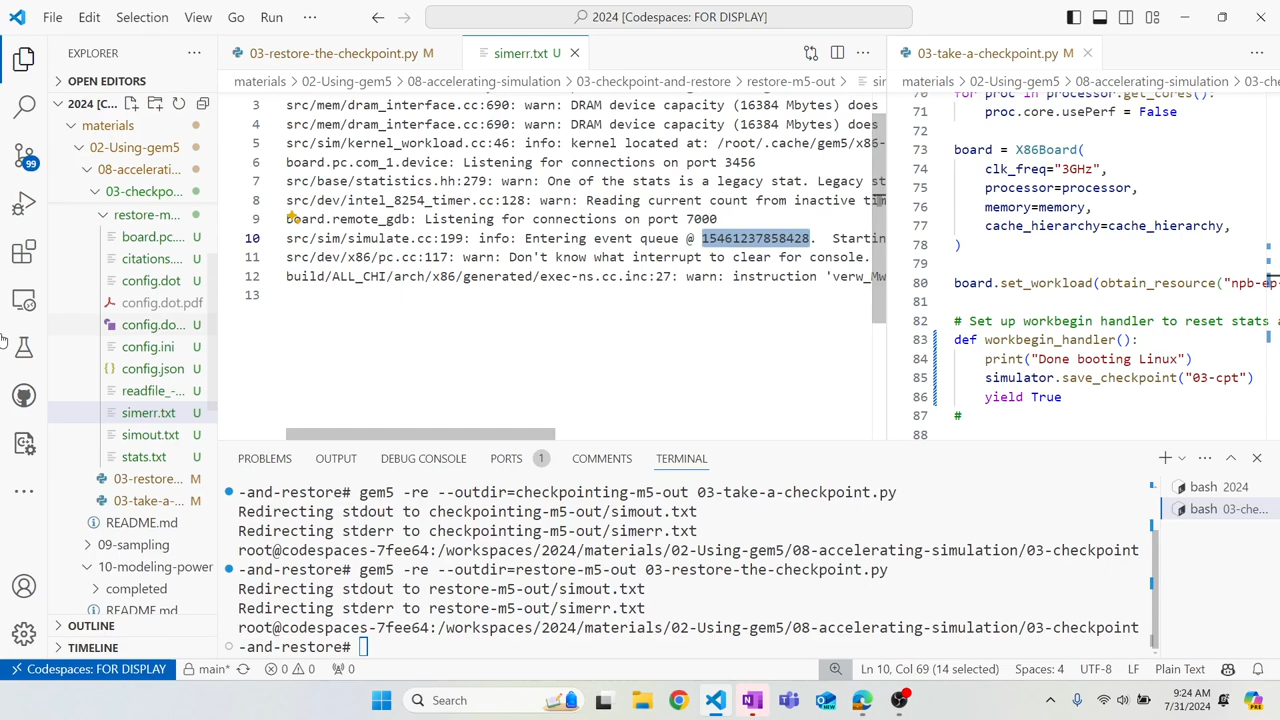 File Edit Selection View Go Run ··· 2024 [Codespaces: FOR DISPLAY]
EXPLORER ···
OPEN EDITORS
2024 [C...
materials
02-Using-gem5
08-accelerati...
03-checkpo...
restore-m...
board.pc.... U
citations.... U
config.dot U
config.dot.pdf
config.do... U
config.ini U
config.json U
readfile_-... U
simerr.txt U
simout.txt U
stats.txt U
03-restore... M
03-take-a-... M
README.md
09-sampling
10-modeling-power
completed
README.md
OUTLINE
TIMELINE
99
03-restore-the-checkpoint.py M simerr.txt U
materials > 02-Using-gem5 > 08-accelerating-simulation > 03-checkpoint-and-restore > restore-m5-out >
3 src/mem/dram_interface.cc:690: warn: DRAM device capacity (16384 Mbytes) does
4 src/mem/dram_interface.cc:690: warn: DRAM device capacity (16384 Mbytes) does
5 src/sim/kernel_workload.cc:46: info: kernel located at: /root/.cache/gem5/x86-
6 board.pc.com_1.device: Listening for connections on port 3456
7 src/base/statistics.hh:279: warn: One of the stats is a legacy stat. Legacy st
8 src/dev/intel_8254_timer.cc:128: warn: Reading current count from inactive tim
9 board.remote_gdb: Listening for connections on port 7000
10 src/sim/simulate.cc:199: info: Entering event queue @ 15461237858428. Startin
11 src/dev/x86/pc.cc:117: warn: Don't know what interrupt to clear for console.
12 build/ALL_CHI/arch/x86/generated/exec-ns.cc.inc:27: warn: instruction 'verw_Mw
13
03-take-a-checkpoint.py M
materials > 02-Using-gem5 > 08-accelerating-simulation > 03-che
70 for proc in processor.get_cores():
71 proc.core.usePerf = False
72
73 board = X86Board(
74 clk_freq="3GHz",
75 processor=processor,
76 memory=memory,
77 cache_hierarchy=cache_hierarchy,
78 )
79
80 board.set_workload(obtain_resource("npb-ep-
81
82 # Set up workbegin handler to reset stats a
83 def workbegin_handler():
84 print("Done booting Linux")
85 simulator.save_checkpoint("03-cpt")
86 yield True
87 #
88
PROBLEMS OUTPUT DEBUG CONSOLE PORTS 1 COMMENTS TERMINAL
-and-restore# gem5 -re --outdir=checkpointing-m5-out 03-take-a-checkpoint.py
Redirecting stdout to checkpointing-m5-out/simout.txt
Redirecting stderr to checkpointing-m5-out/simerr.txt
root@codespaces-7fee64:/workspaces/2024/materials/02-Using-gem5/08-accelerating-simulation/03-checkpoint
-and-restore# gem5 -re --outdir=restore-m5-out 03-restore-the-checkpoint.py
Redirecting stdout to restore-m5-out/simout.txt
Redirecting stderr to restore-m5-out/simerr.txt
root@codespaces-7fee64:/workspaces/2024/materials/02-Using-gem5/08-accelerating-simulation/03-checkpoint
-and-restore#
bash 2024
bash 03-che...
Codespaces: FOR DISPLAY main* 0 0 0 Ln 10, Col 69 (14 selected) Spaces: 4 UTF-8 LF Plain Text
Search 9:24 AM
7/31/2024